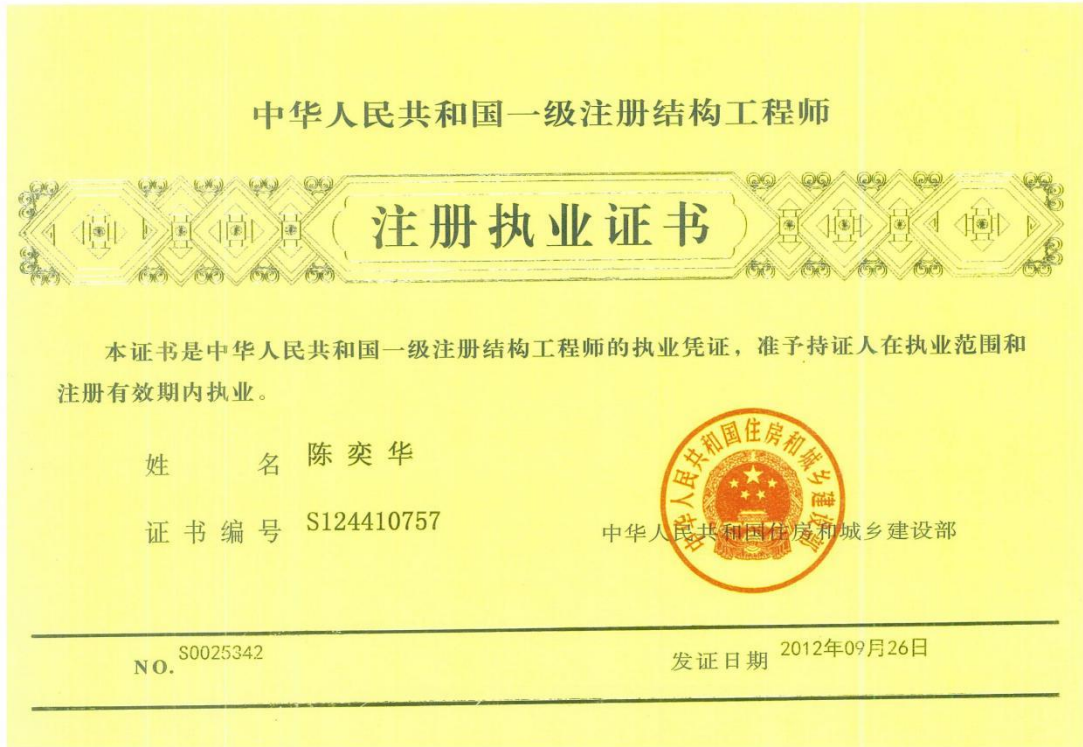 中华人民共和国一级注册结构工程师
注册执业证书
本证书是中华人民共和国一级注册结构工程师的执业凭证，准予持证人在执业范围和
注册有效期内执业。
姓 名 陈奕华
证书编号 S124410757
中华人民共和国住房和城乡建设部
中华人民共和国住房和城乡建设部
NO. S0025342
发证日期 2012年09月26日